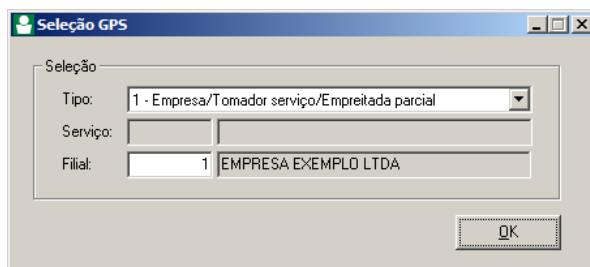 Seleção GPS
Seleção
Tipo: 1 - Empresa/Tomador serviço/Empreitada parcial
Serviço:
Filial: 1 EMPRESA EXEMPLO LTDA
OK